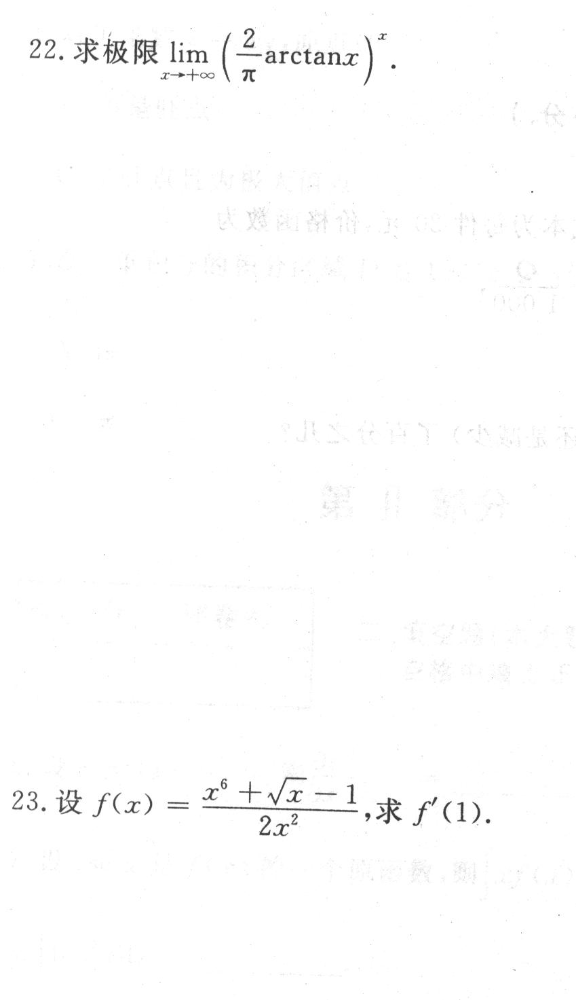 22. 求极限 lim_{x→+∞} (2/π arctanx)^x.
23. 设 f(x) = (x^6 + √x − 1)/(2x^2), 求 f′(1).